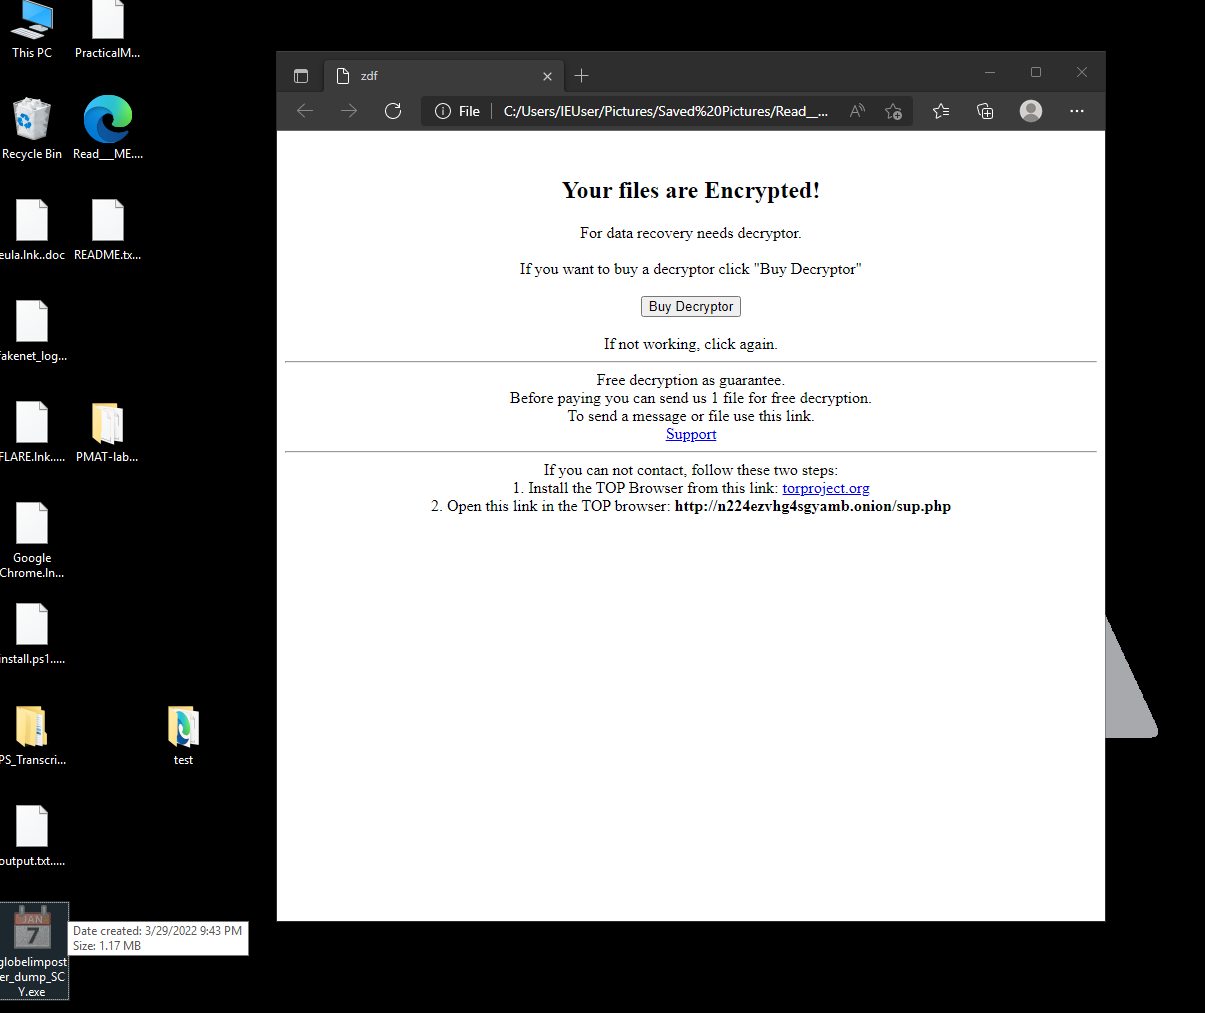 This PC
PracticalM...
Recycle Bin
Read___ME....
eula.lnk..doc
README.tx...
fakenet_log...
FLARE.lnk.....
PMAT-lab...
Google
Chrome.ln...
install.ps1.....
PS_Transcri...
test
output.txt.....
JAN
7
globelimpost
er_dump_SC
Y.exe
Date created: 3/29/2022 9:43 PM
Size: 1.17 MB
zdf
File
C:/Users/IEUser/Pictures/Saved%20Pictures/Read__...
Your files are Encrypted!
For data recovery needs decryptor.
If you want to buy a decryptor click "Buy Decryptor"
Buy Decryptor
If not working, click again.
Free decryption as guarantee.
Before paying you can send us 1 file for free decryption.
To send a message or file use this link.
Support
If you can not contact, follow these two steps:
1. Install the TOP Browser from this link: torproject.org
2. Open this link in the TOP browser: http://n224ezvhg4sgyamb.onion/sup.php